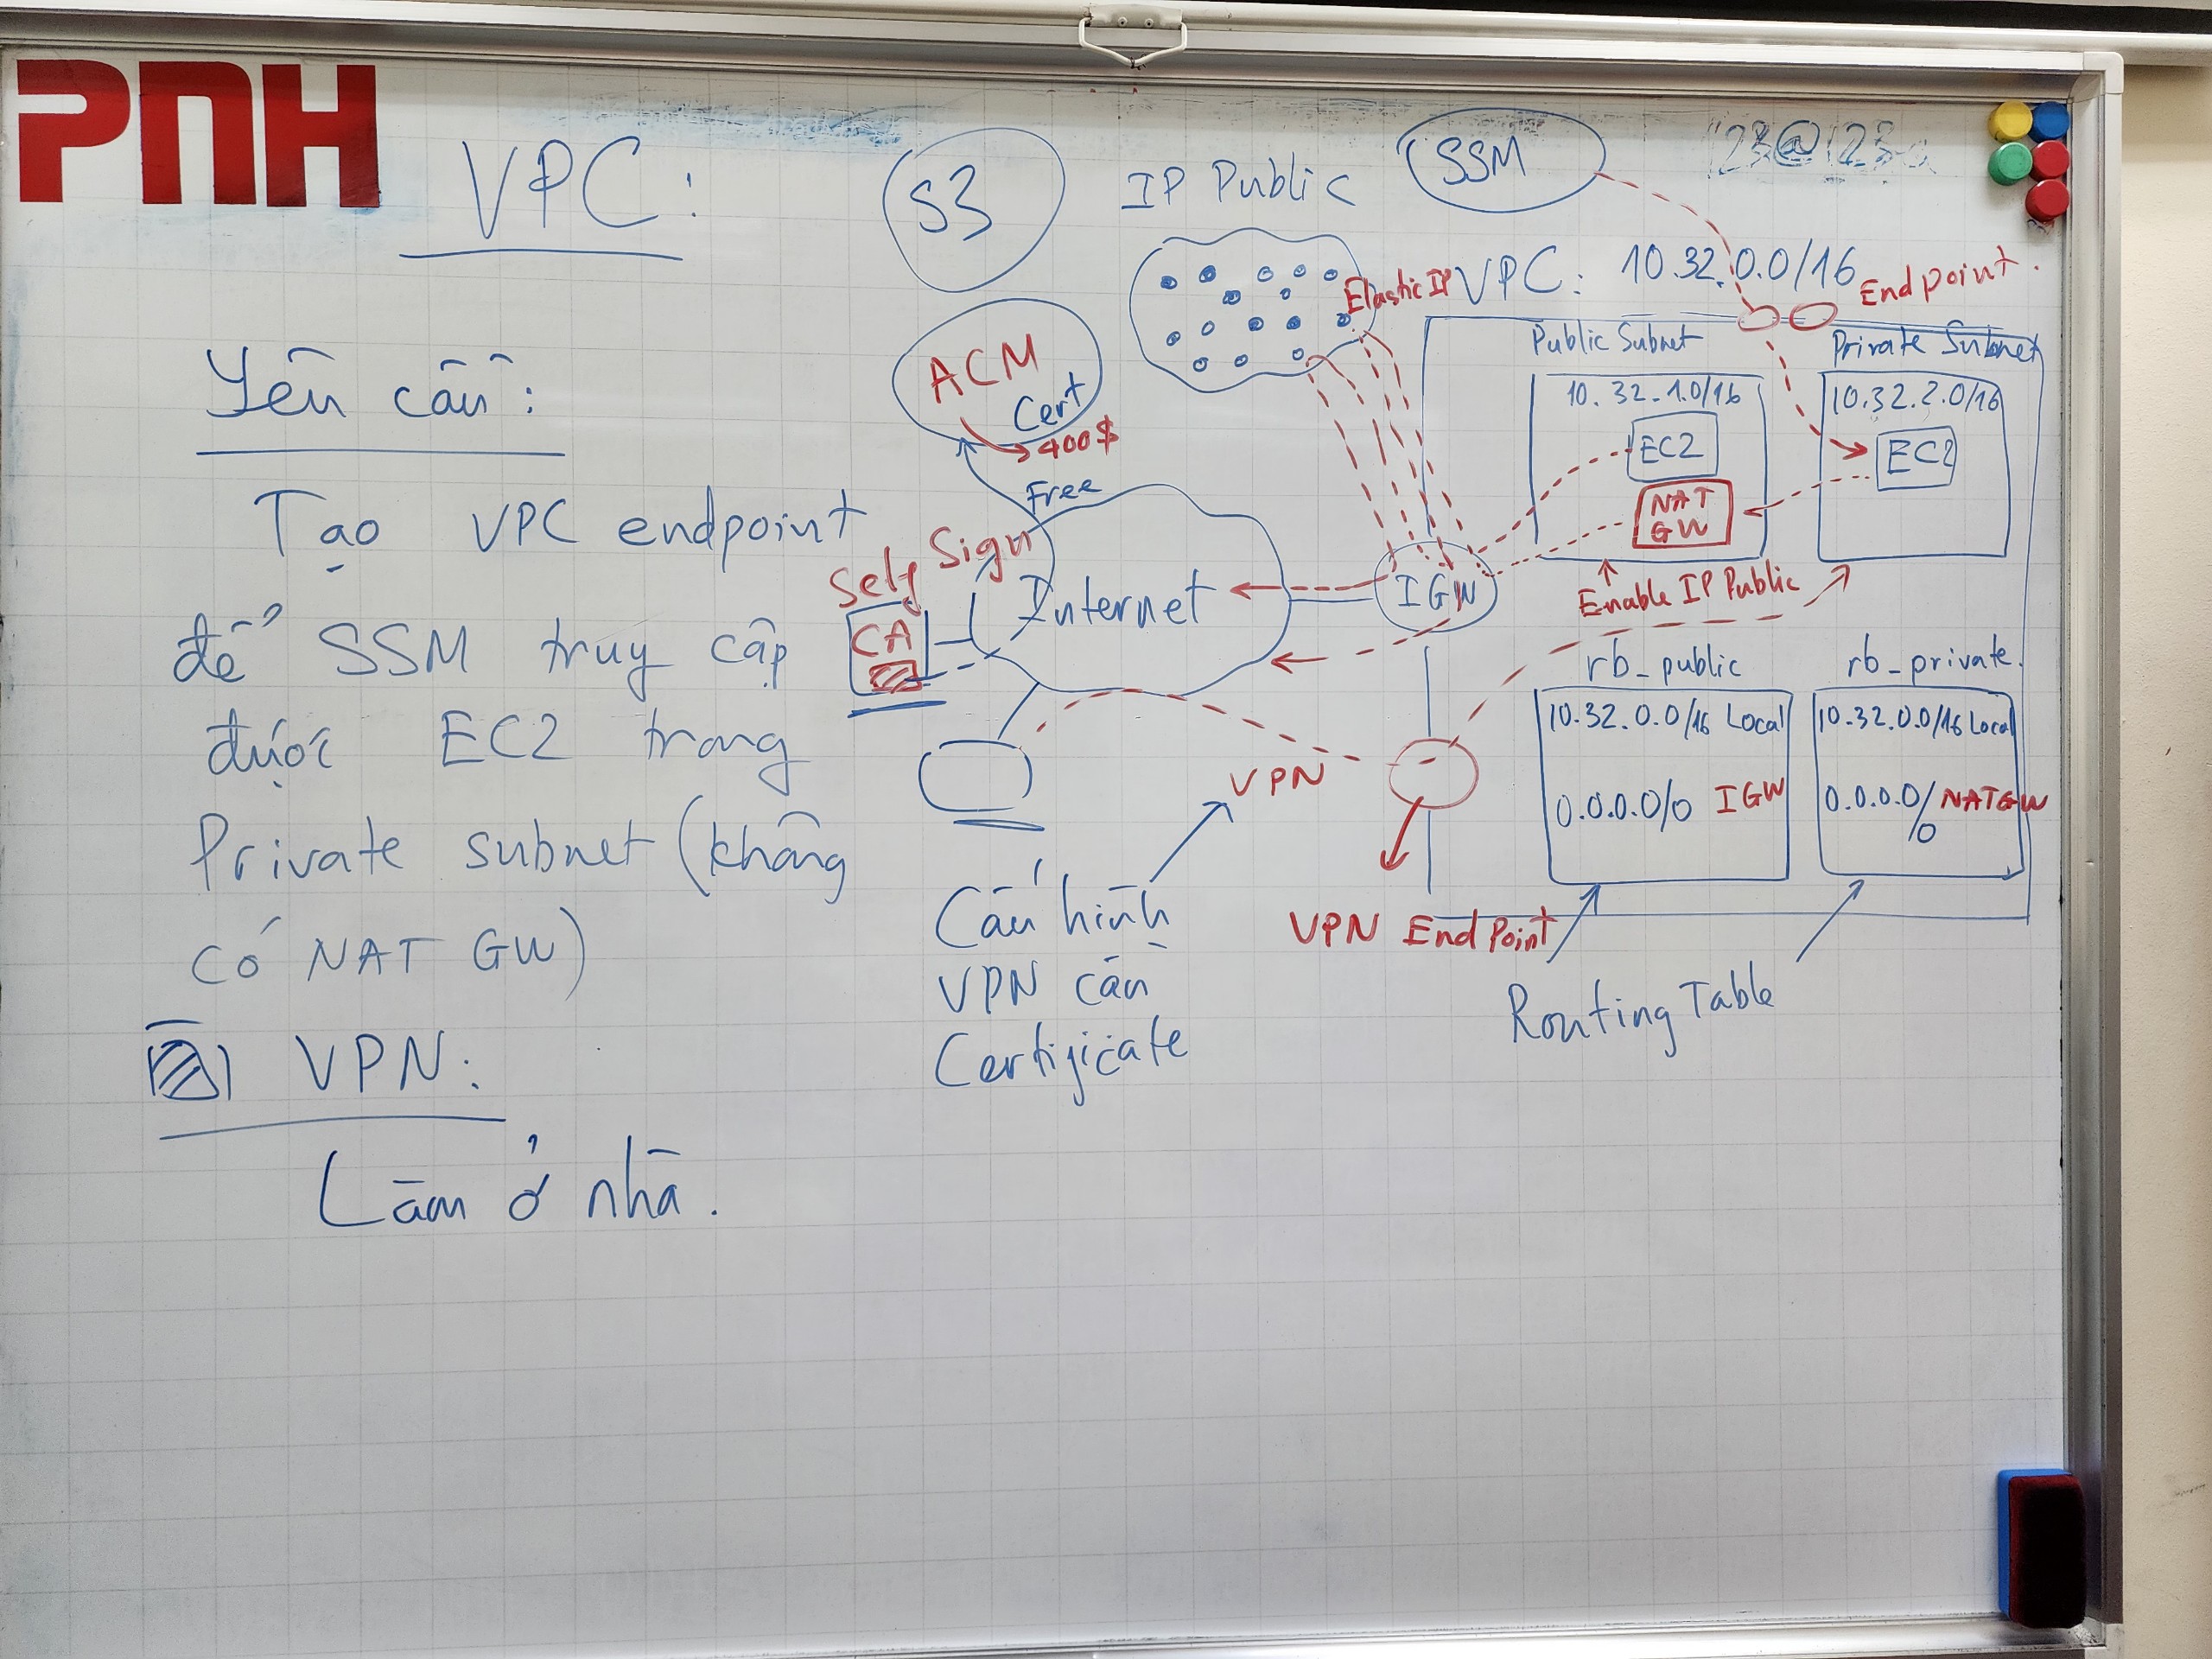 PNH
VPC:
S3
IP Public
SSM
123@123a
VPC: 10.32.0.0/16
Endpoint.
Elastic IP
Public Subnet
Private Subnet
10.32.1.0/16
10.32.2.0/16
EC2
EC2
NAT
GW
Enable IP Public
ACM
Cert
400$
Free
Self Sign
CA
Internet
IGW
Yêu cầu:
Tạo VPC endpoint
để SSM truy cập
được EC2 trong
Private subnet (không
có NAT GW)
VPN:
Làm ở nhà.
VPN
Cấu hình
VPN cần
Certificate
VPN EndPoint
rb_public
rb_private.
10.32.0.0/16 Local
10.32.0.0/16 Local
0.0.0.0/0 IGW
0.0.0.0/0 NATGW
Routing Table